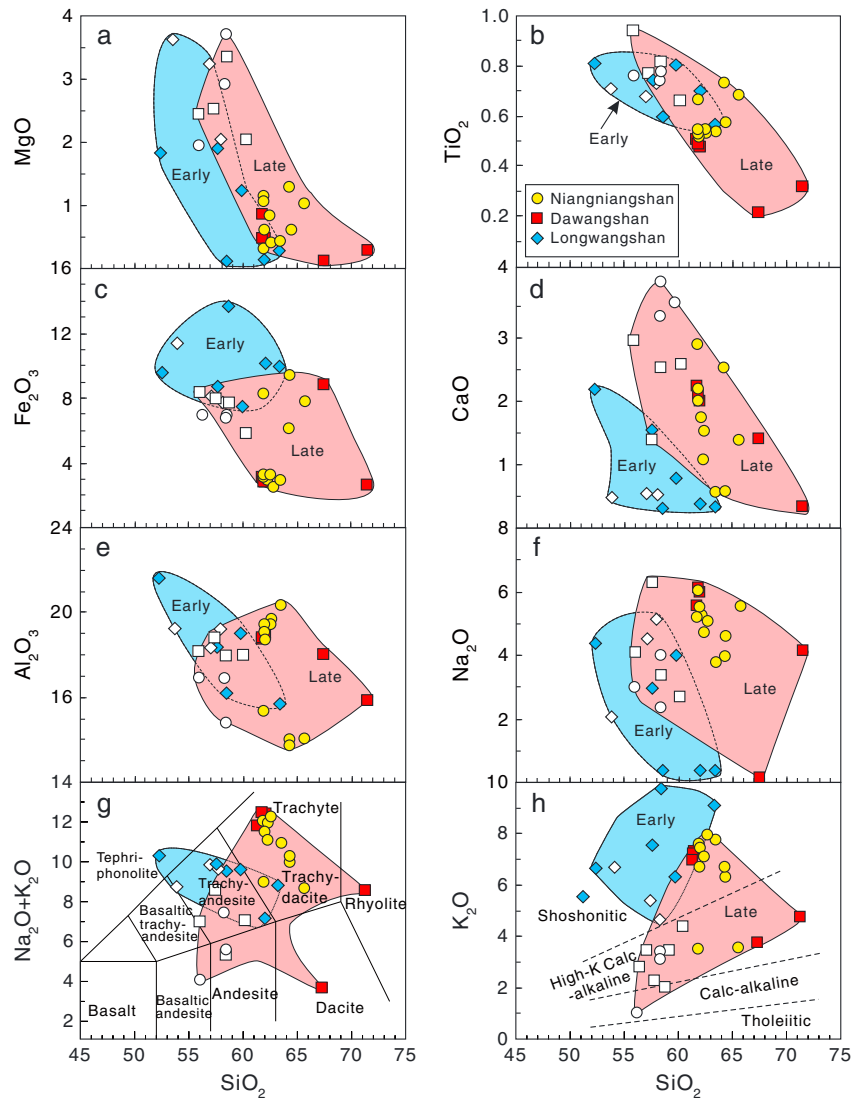 a
MgO
4
3
2
1
16
Early
Late
b
TiO2
1.0
0.8
0.6
0.4
0.2
4
Early
Late
Niangniangshan
Dawangshan
Longwangshan
c
Fe2O3
12
8
4
24
Early
Late
d
CaO
3
2
1
8
Early
Late
e
Al2O3
20
16
14
Early
Late
f
Na2O
6
4
2
10
Early
Late
g
Na2O+K2O
12
10
8
6
4
2
Trachyte
Tephri-
phonolite
Trachy-
andesite
Trachy-
dacite
Rhyolite
Basaltic
trachy-
andesite
Basalt
Basaltic
andesite
Andesite
Dacite
45 50 55 60 65 70 75
SiO2
h
K2O
8
6
4
2
0
Early
Late
Shoshonitic
High-K Calc
-alkaline
Calc-alkaline
Tholeiitic
45 50 55 60 65 70 75
SiO2